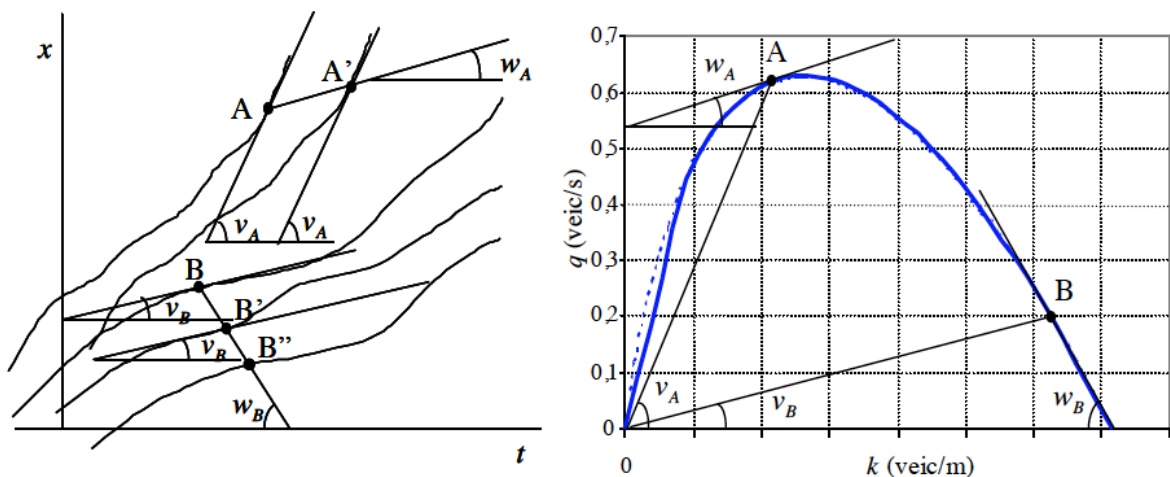 x
A
A’
w_A
v_A
v_A
B
B’
B’’
v_B
v_B
w_B
t
0,7
0,6
0,5
0,4
0,3
0,2
0,1
0
q (veic/s)
w_A
A
B
v_A
v_B
w_B
0
k (veic/m)